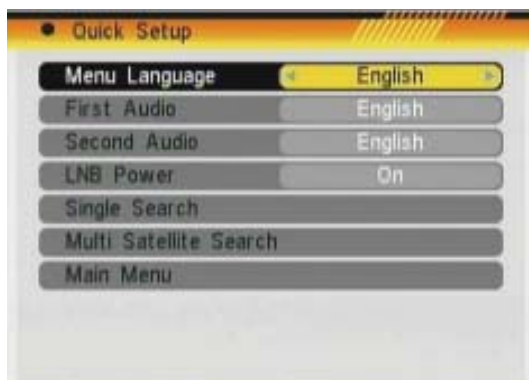 Quick Setup
Menu Language English
First Audio English
Second Audio English
LNB Power On
Single Search
Multi Satellite Search
Main Menu